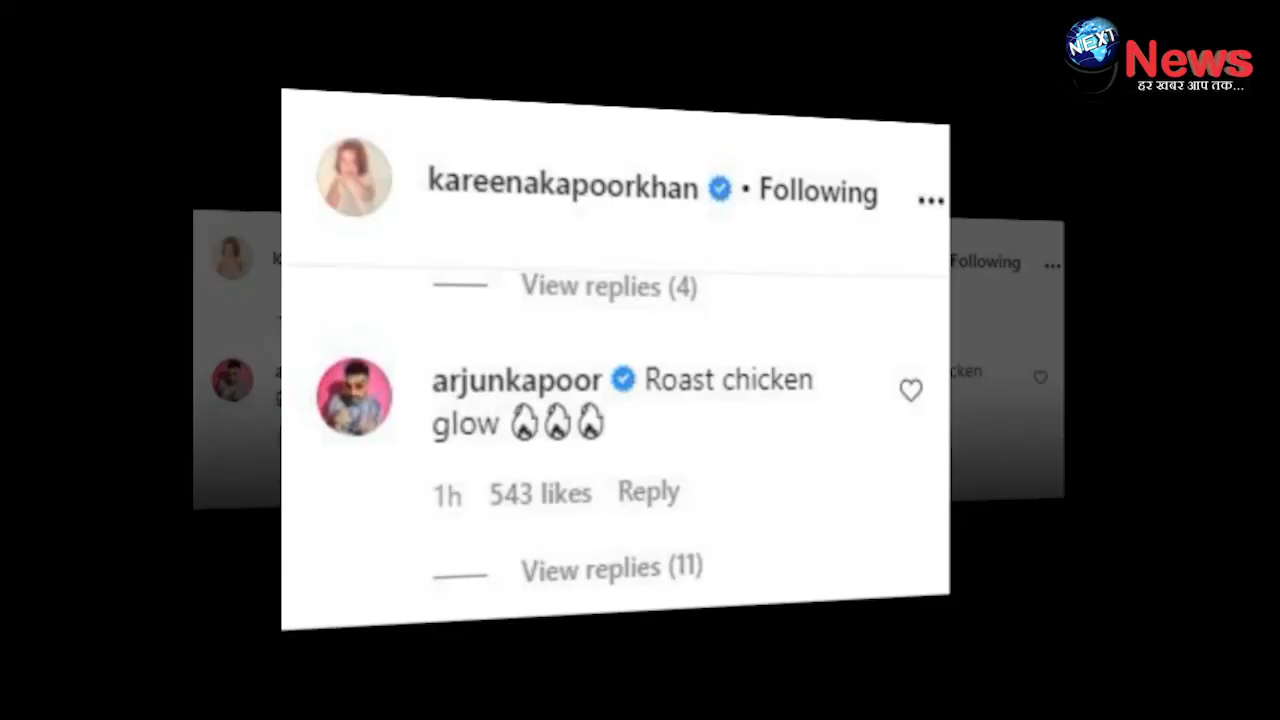 NEXT
News
हर खबर आप तक...
kareenakapoorkhan • Following ...
k
Following ...
View replies (4)
arjunkapoor Roast chicken
glow
cken
1h 543 likes Reply
View replies (11)